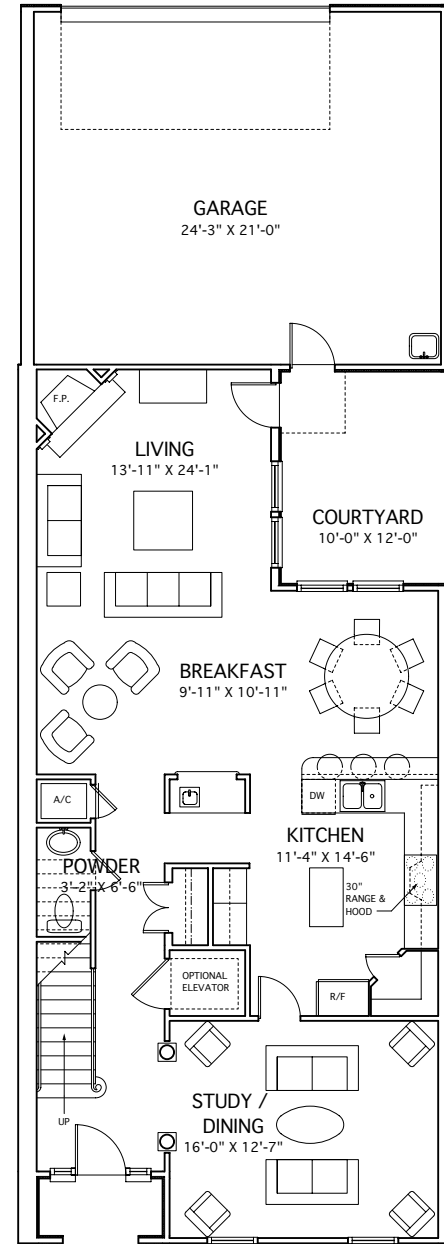 GARAGE
24'-3" X 21'-0"
F.P.
LIVING
13'-11" X 24'-1"
COURTYARD
10'-0" X 12'-0"
BREAKFAST
9'-11" X 10'-11"
A/C
DW
POWDER
3'-2" X 6'-6"
KITCHEN
11'-4" X 14'-6"
30"
RANGE &
HOOD
OPTIONAL
ELEVATOR
R/F
UP
STUDY /
DINING
16'-0" X 12'-7"